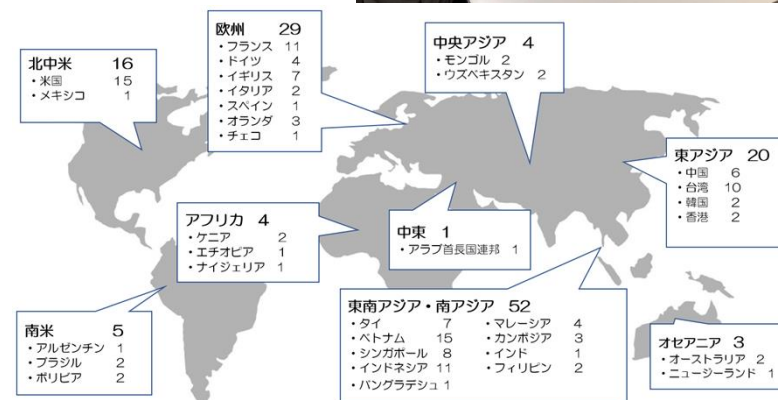 欧州 29
・フランス 11
・ドイツ 4
・イギリス 7
・イタリア 2
・スペイン 1
・オランダ 3
・チェコ 1
中央アジア 4
・モンゴル 2
・ウズベキスタン 2
北中米 16
・米国 15
・メキシコ 1
東アジア 20
・中国 6
・台湾 10
・韓国 2
・香港 2
アフリカ 4
・ケニア 2
・エチオピア 1
・ナイジェリア 1
中東 1
・アラブ首長国連邦 1
東南アジア・南アジア 52
・タイ 7 ・マレーシア 4
・ベトナム 15 ・カンボジア 3
・シンガポール 8 ・インド 1
・インドネシア 11 ・フィリピン 2
・バングラデシュ 1
南米 5
・アルゼンチン 1
・ブラジル 2
・ボリビア 2
オセアニア 3
・オーストラリア 2
・ニュージーランド 1